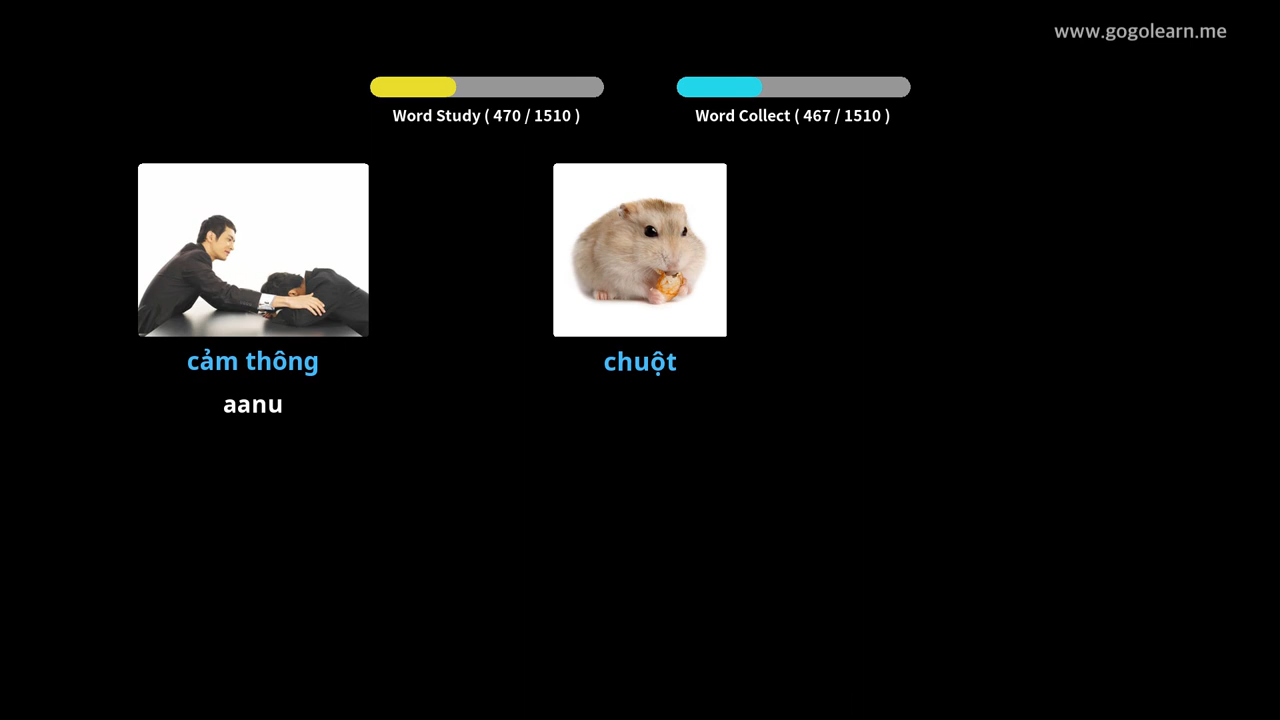 www.gogolearn.me
Word Study ( 470 / 1510 )
Word Collect ( 467 / 1510 )
cảm thông
aanu
chuột